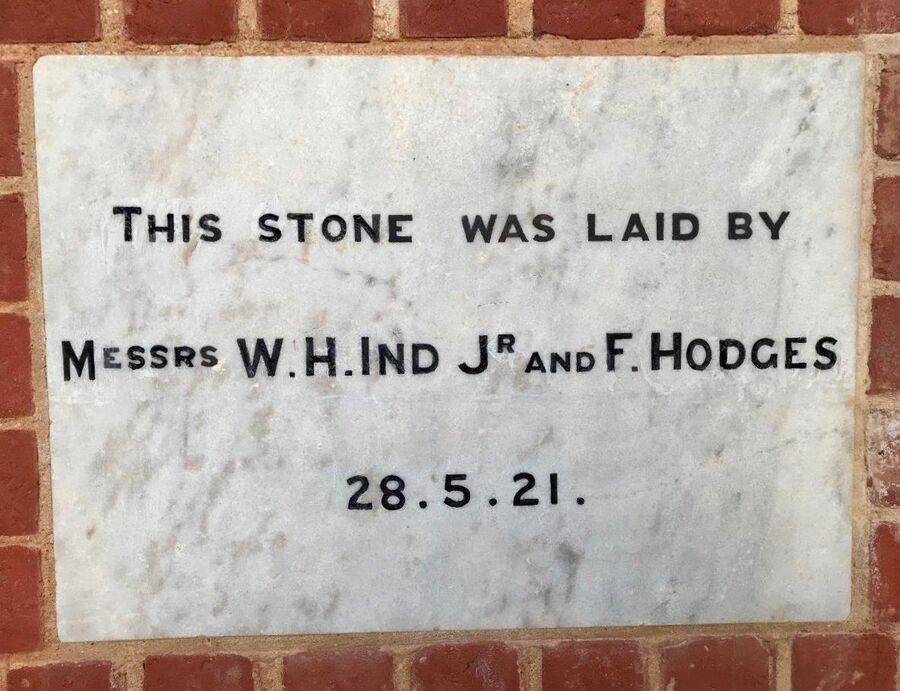 THIS STONE WAS LAID BY
MESSRS W.H.IND JR AND F.HODGES
28.5.21.